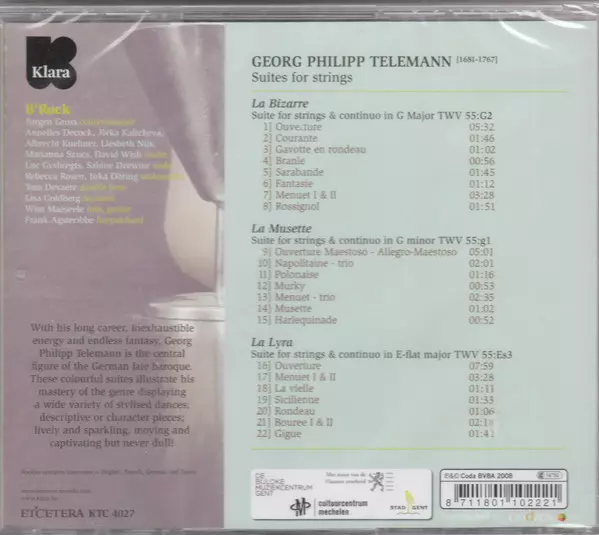 Klara
B'Rock
Annelies Decock, Jivka Kalicheva,
Albrecht Kuehner, Liesbeth Nijs,
Marianna Szucs, David Wish
Luc Gysbregts,
Rebecca Rosen, Inka Döring
Tom Devaere
Lisa Goldberg
Wim Maeseele
Frank Agsteribbe harpsichord
With his long career, inexhaustible
energy and endless fantasy, Georg
Philipp Telemann is the central
figure of the German late baroque.
These colourful suites illustrate his
mastery of the genre displaying
a wide variety of stylised dances,
descriptive or character pieces;
lively and sparkling, moving and
captivating but never dull!
ET'CETERA KTC 4027
GEORG PHILIPP TELEMANN [1681-1767]
Suites for strings
La Bizarre
Suite for strings & continuo in G Major TWV 55:G2
1] Ouverture 05:32
2] Courante 01:46
3] Gavotte en rondeau 01:02
4] Branle 00:56
5] Sarabande 01:45
6] Fantasie 01:12
7] Menuet I & II 03:28
8] Rossignol 01:51
La Musette
Suite for strings & continuo in G minor TWV 55:g1
9] Ouverture Maestoso - Allegro-Maestoso 05:01
10] Napolitaine - trio 02:01
11] Polonaise 01:16
12] Murky 00:53
13] Menuet - trio 02:35
14] Musette 01:02
15] Harlequinade 00:52
La Lyra
Suite for strings & continuo in E-flat major TWV 55:Es3
16] Ouverture 07:59
17] Menuet I & II 03:28
18] La vielle 01:11
19] Sicilienne 01:33
20] Rondeau 01:06
21] Bouree I & II 02:18
22] Gigue 01:41
DE
BIJLOKE
MUZIEKCENTRUM
GENT
cultuurcentrum
mechelen
STAD GENT
℗&© Coda BVBA 2008
8 711801 102221